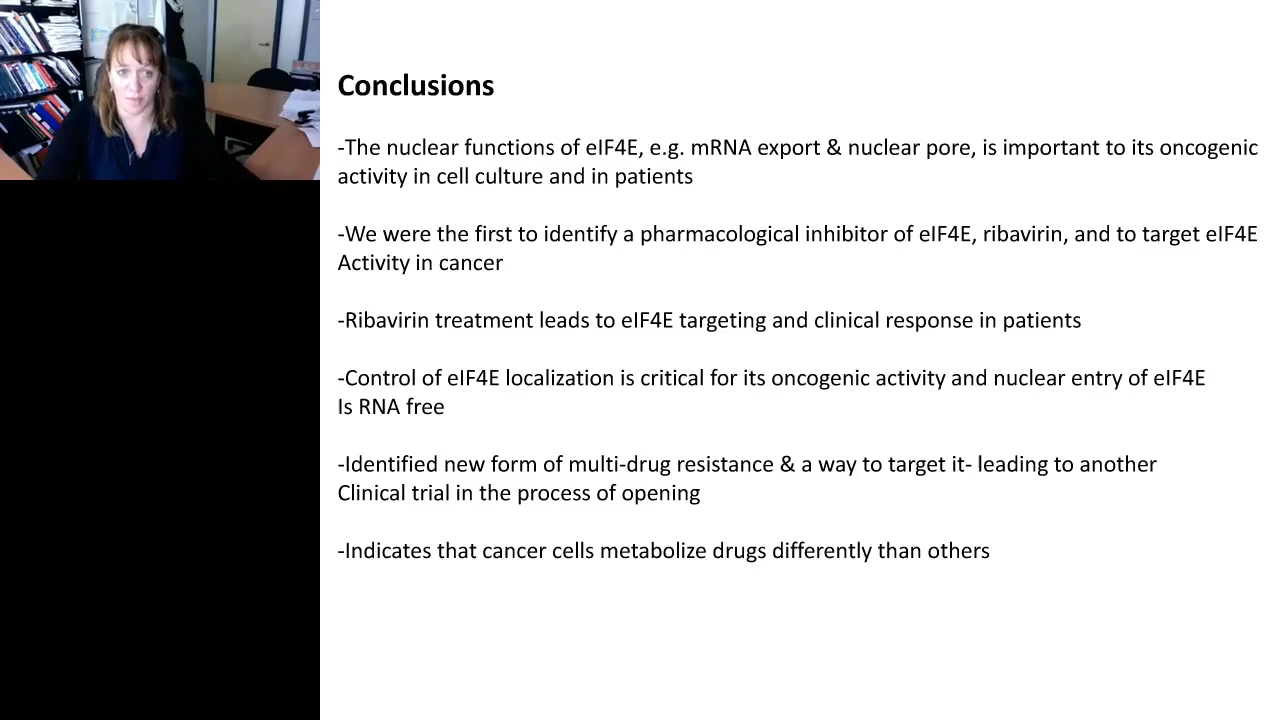 Conclusions
-The nuclear functions of eIF4E, e.g. mRNA export & nuclear pore, is important to its oncogenic
activity in cell culture and in patients
-We were the first to identify a pharmacological inhibitor of eIF4E, ribavirin, and to target eIF4E
Activity in cancer
-Ribavirin treatment leads to eIF4E targeting and clinical response in patients
-Control of eIF4E localization is critical for its oncogenic activity and nuclear entry of eIF4E
Is RNA free
-Identified new form of multi-drug resistance & a way to target it- leading to another
Clinical trial in the process of opening
-Indicates that cancer cells metabolize drugs differently than others